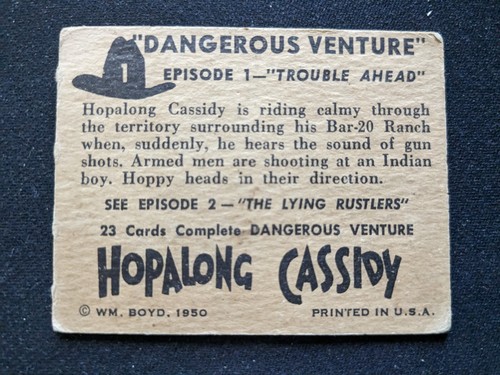 "DANGEROUS VENTURE"
1
EPISODE 1—"TROUBLE AHEAD"
Hopalong Cassidy is riding calmy through
the territory surrounding his Bar-20 Ranch
when, suddenly, he hears the sound of gun
shots. Armed men are shooting at an Indian
boy. Hoppy heads in their direction.
SEE EPISODE 2—"THE LYING RUSTLERS"
23 Cards Complete DANGEROUS VENTURE
HOPALONG CASSIDY
© WM. BOYD, 1950 PRINTED IN U.S.A.